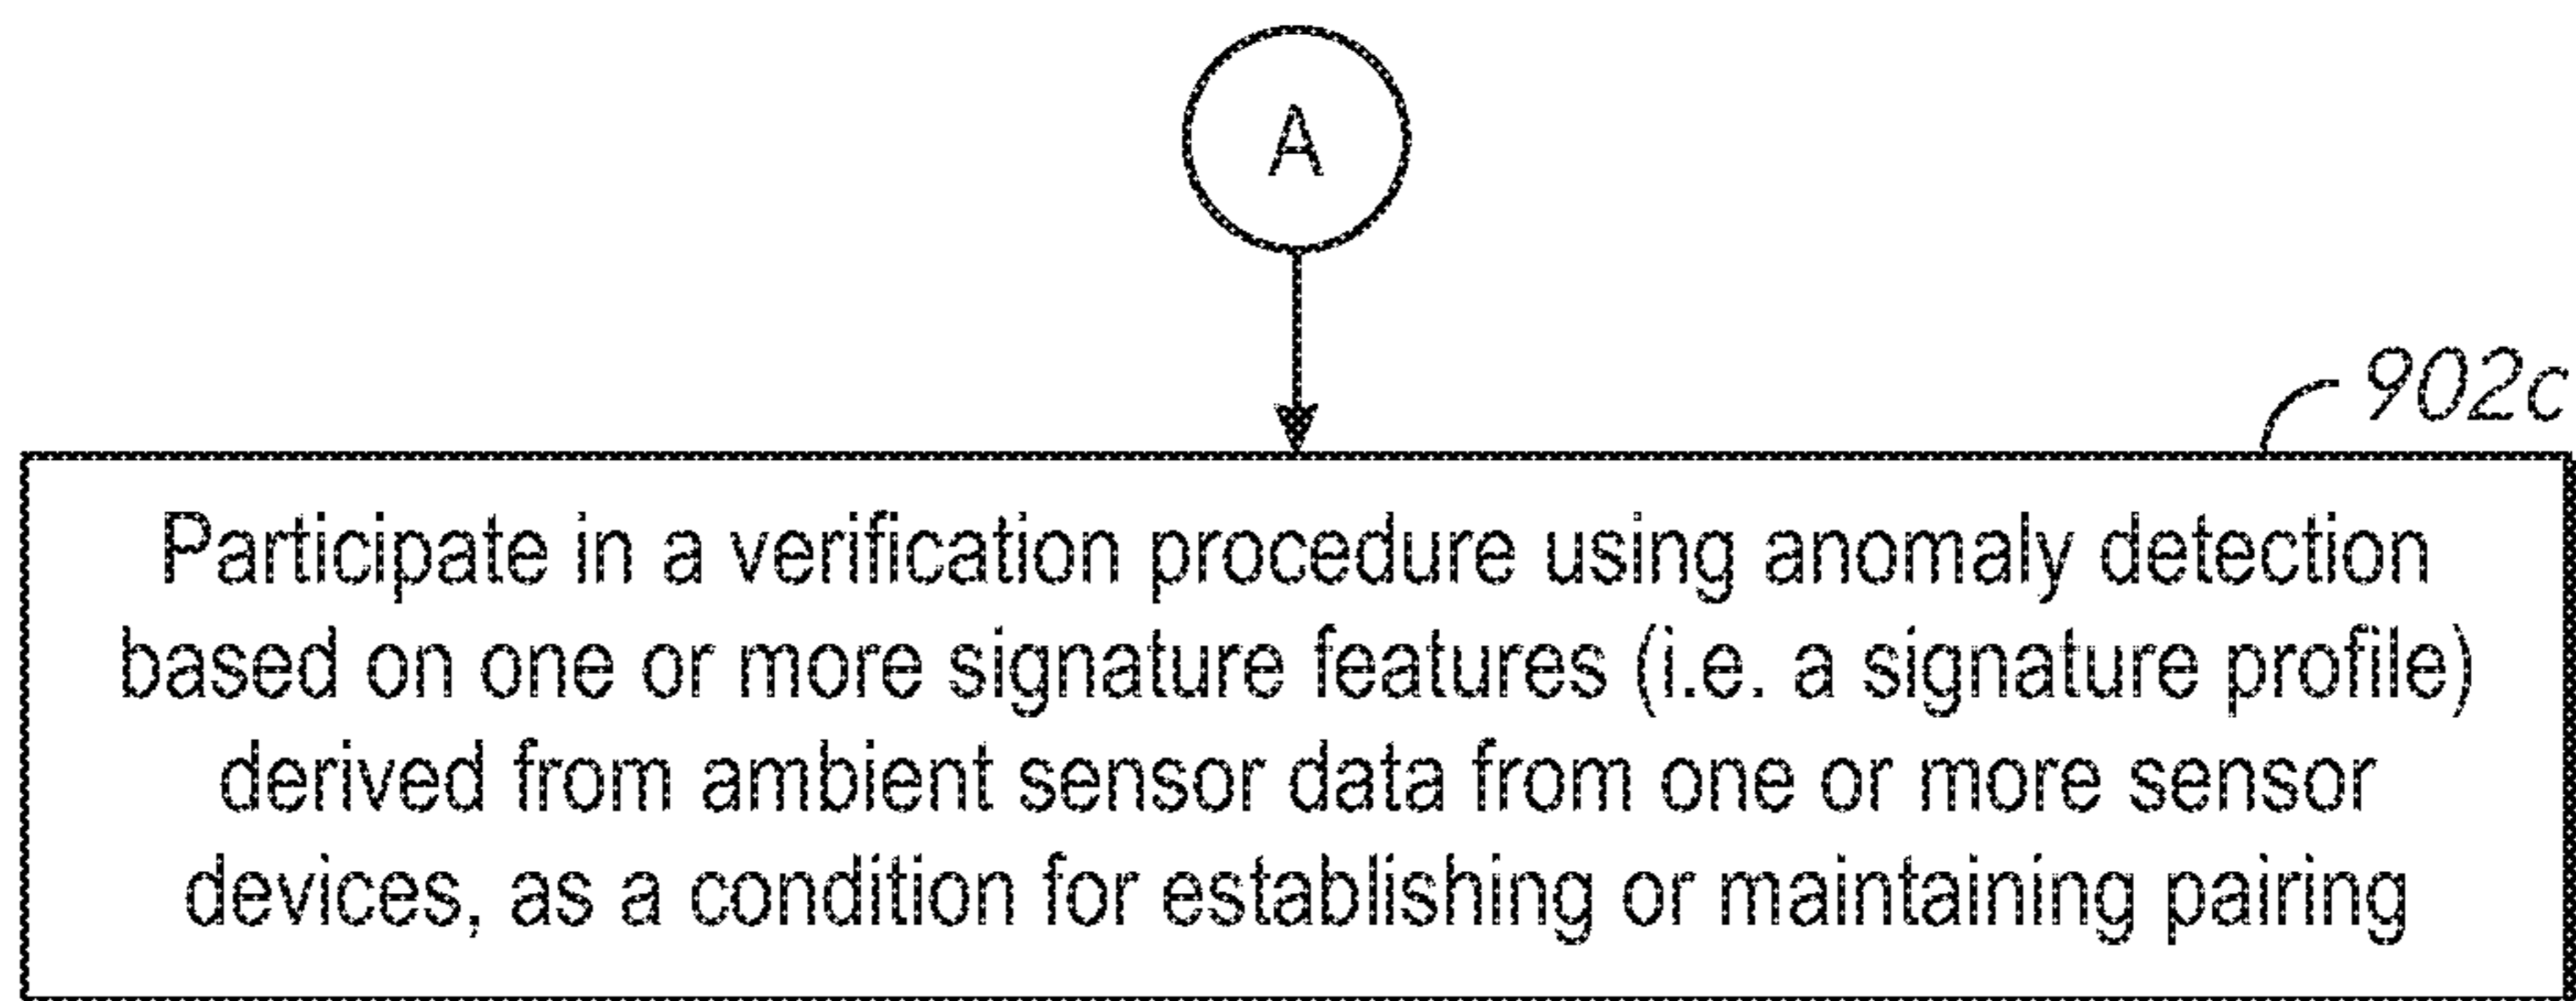 A
902c
Participate in a verification procedure using anomaly detection
based on one or more signature features (i.e. a signature profile)
derived from ambient sensor data from one or more sensor
devices, as a condition for establishing or maintaining pairing